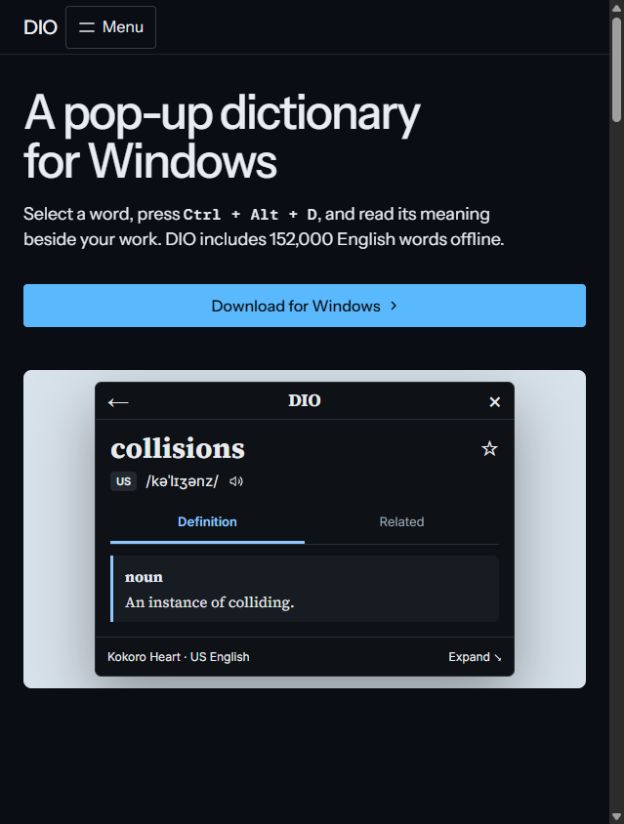 DIO Menu
A pop-up dictionary
for Windows
Select a word, press Ctrl + Alt + D, and read its meaning
beside your work. DIO includes 152,000 English words offline.
Download for Windows ›
← DIO ×
collisions ☆
US /kəˈlɪʒənz/
Definition Related
noun
An instance of colliding.
Kokoro Heart · US English Expand ↘